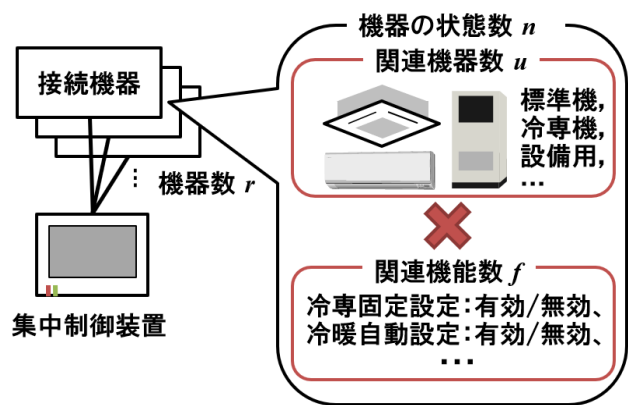 機器の状態数 n
関連機器数 u
接続機器
標準機,
冷専機,
設備用,
…
⋮ 機器数 r
関連機能数 f
冷専固定設定:有効/無効、
冷暖自動設定:有効/無効、
…
集中制御装置